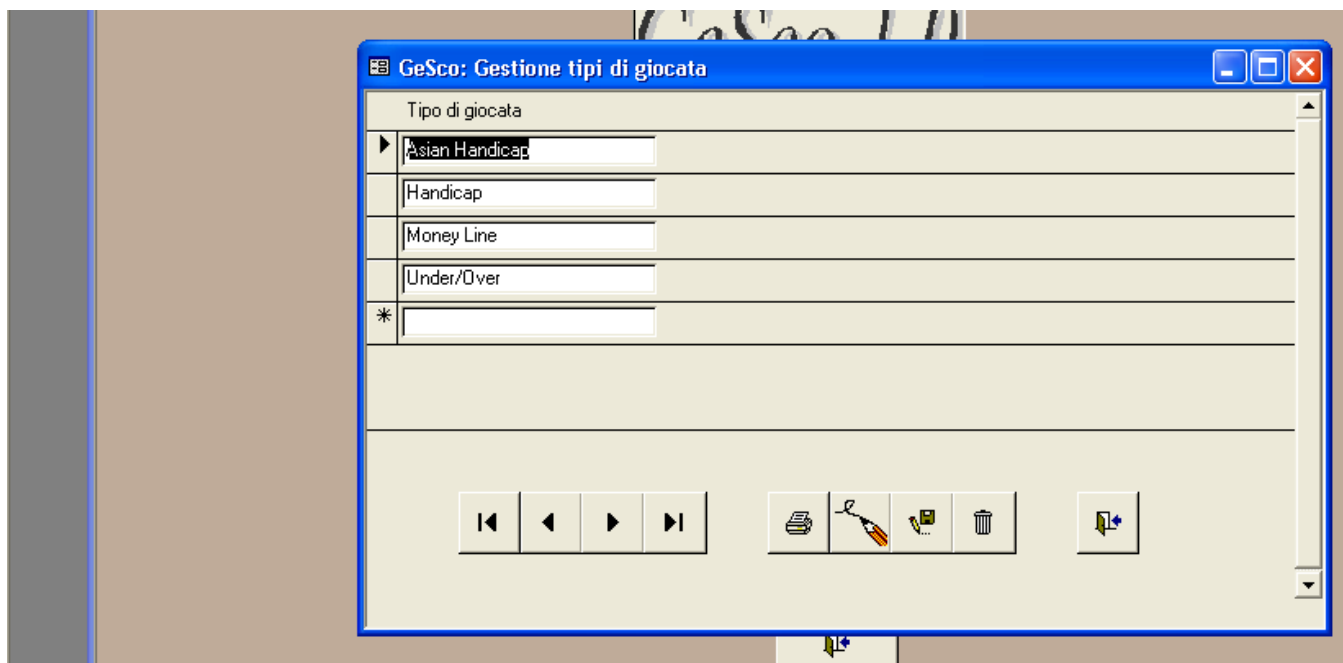 GeSco: Gestione tipi di giocata
Tipo di giocata
Asian Handicap
Handicap
Money Line
Under/Over